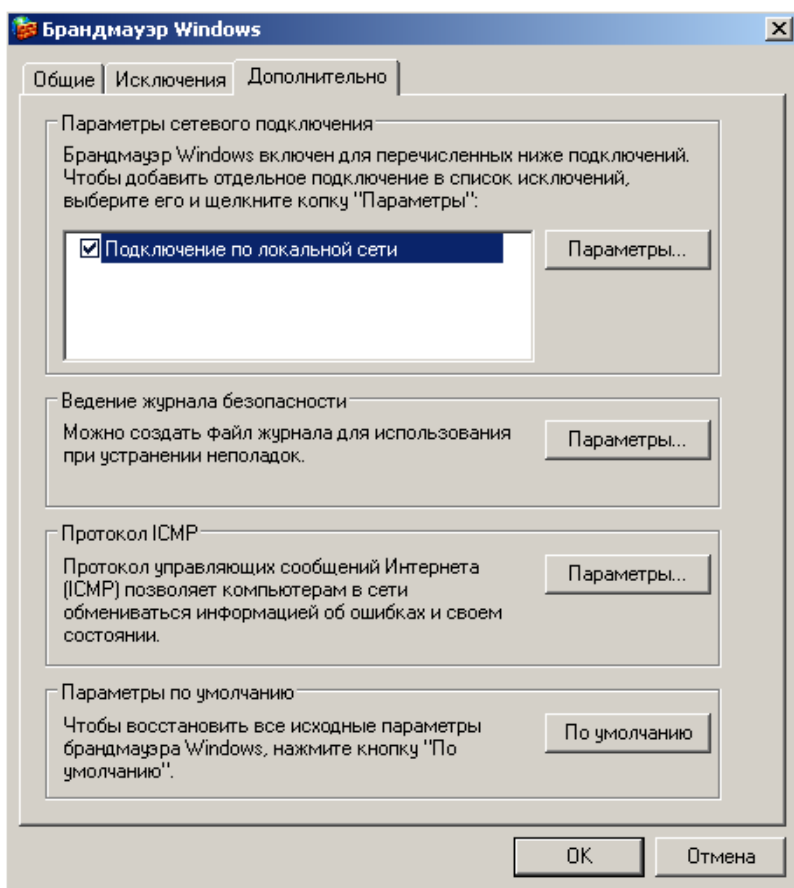 Брандмауэр Windows
Общие
Исключения
Дополнительно
Параметры сетевого подключения
Брандмауэр Windows включен для перечисленных ниже подключений.
Чтобы добавить отдельное подключение в список исключений,
выберите его и щелкните копку "Параметры":
Подключение по локальной сети
Параметры...
Ведение журнала безопасности
Можно создать файл журнала для использования
при устранении неполадок.
Параметры...
Протокол ICMP
Протокол управляющих сообщений Интернета
(ICMP) позволяет компьютерам в сети
обмениваться информацией об ошибках и своем
состоянии.
Параметры...
Параметры по умолчанию
Чтобы восстановить все исходные параметры
брандмауэра Windows, нажмите кнопку "По
умолчанию".
По умолчанию
OK
Отмена